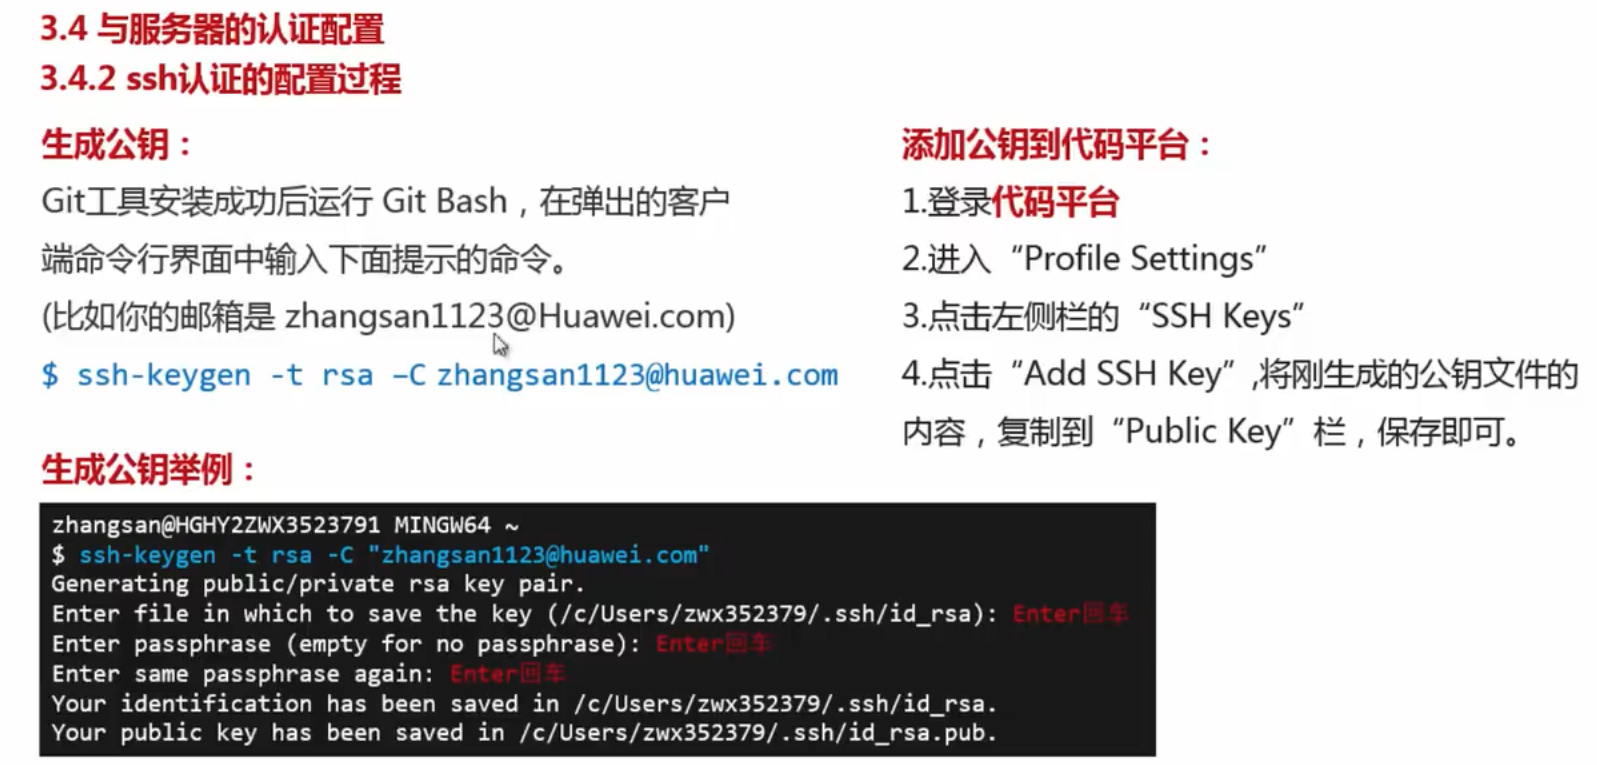 3.4 与服务器的认证配置
3.4.2 ssh认证的配置过程
生成公钥：
Git工具安装成功后运行 Git Bash，在弹出的客户
端命令行界面中输入下面提示的命令。
(比如你的邮箱是 zhangsan1123@Huawei.com)
$ ssh-keygen -t rsa –C zhangsan1123@huawei.com
添加公钥到代码平台：
1.登录代码平台
2.进入“Profile Settings”
3.点击左侧栏的“SSH Keys”
4.点击“Add SSH Key”,将刚生成的公钥文件的
内容，复制到“Public Key”栏，保存即可。
生成公钥举例：
zhangsan@HGHY2ZWX3523791 MINGW64 ~
$ ssh-keygen -t rsa -C "zhangsan1123@huawei.com"
Generating public/private rsa key pair.
Enter file in which to save the key (/c/Users/zwx352379/.ssh/id_rsa): Enter回车
Enter passphrase (empty for no passphrase): Enter回车
Enter same passphrase again: Enter回车
Your identification has been saved in /c/Users/zwx352379/.ssh/id_rsa.
Your public key has been saved in /c/Users/zwx352379/.ssh/id_rsa.pub.